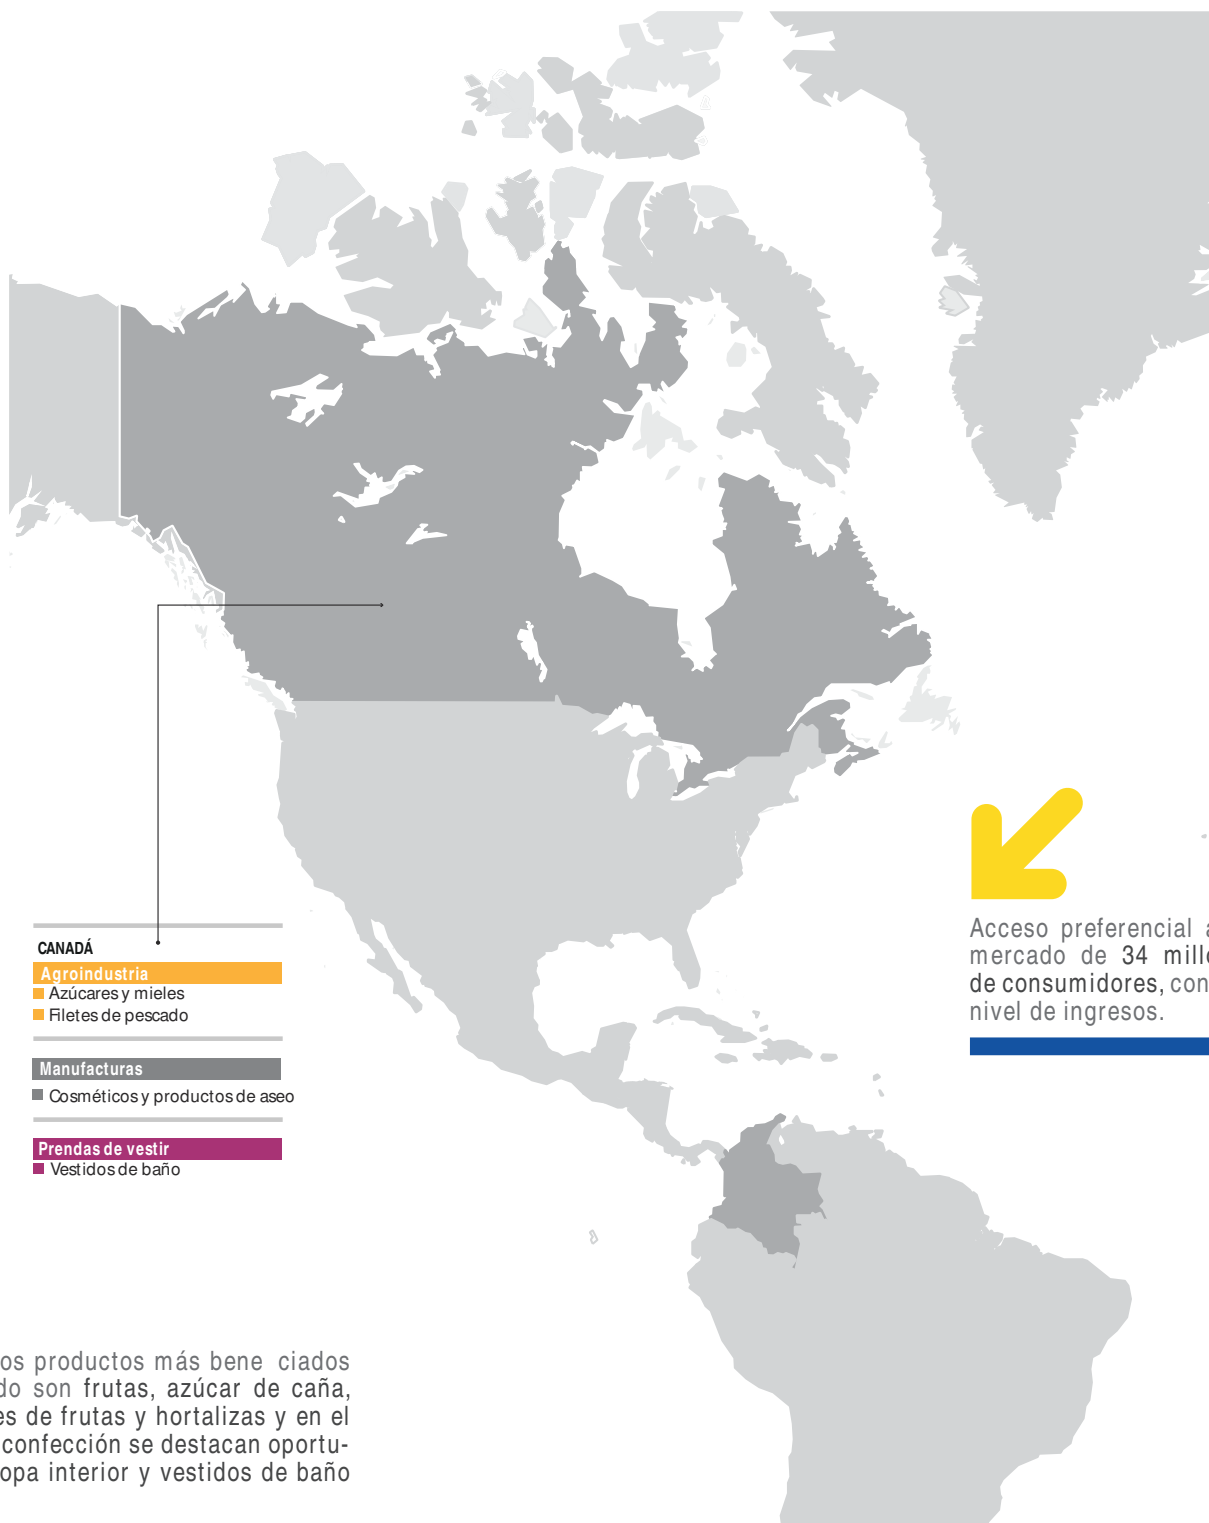 Acceso preferencial a
mercado de 34 mill
de consumidores, con
nivel de ingresos.
CANADÁ
Agroindustria
Azúcares y mieles
Filetes de pescado
Manufacturas
Cosméticos y productos de aseo
Prendas de vestir
Vestidos de baño
os productos más bene ciados
do son frutas, azúcar de caña,
es de frutas y hortalizas y en el
confección se destacan oportu-
opa interior y vestidos de baño